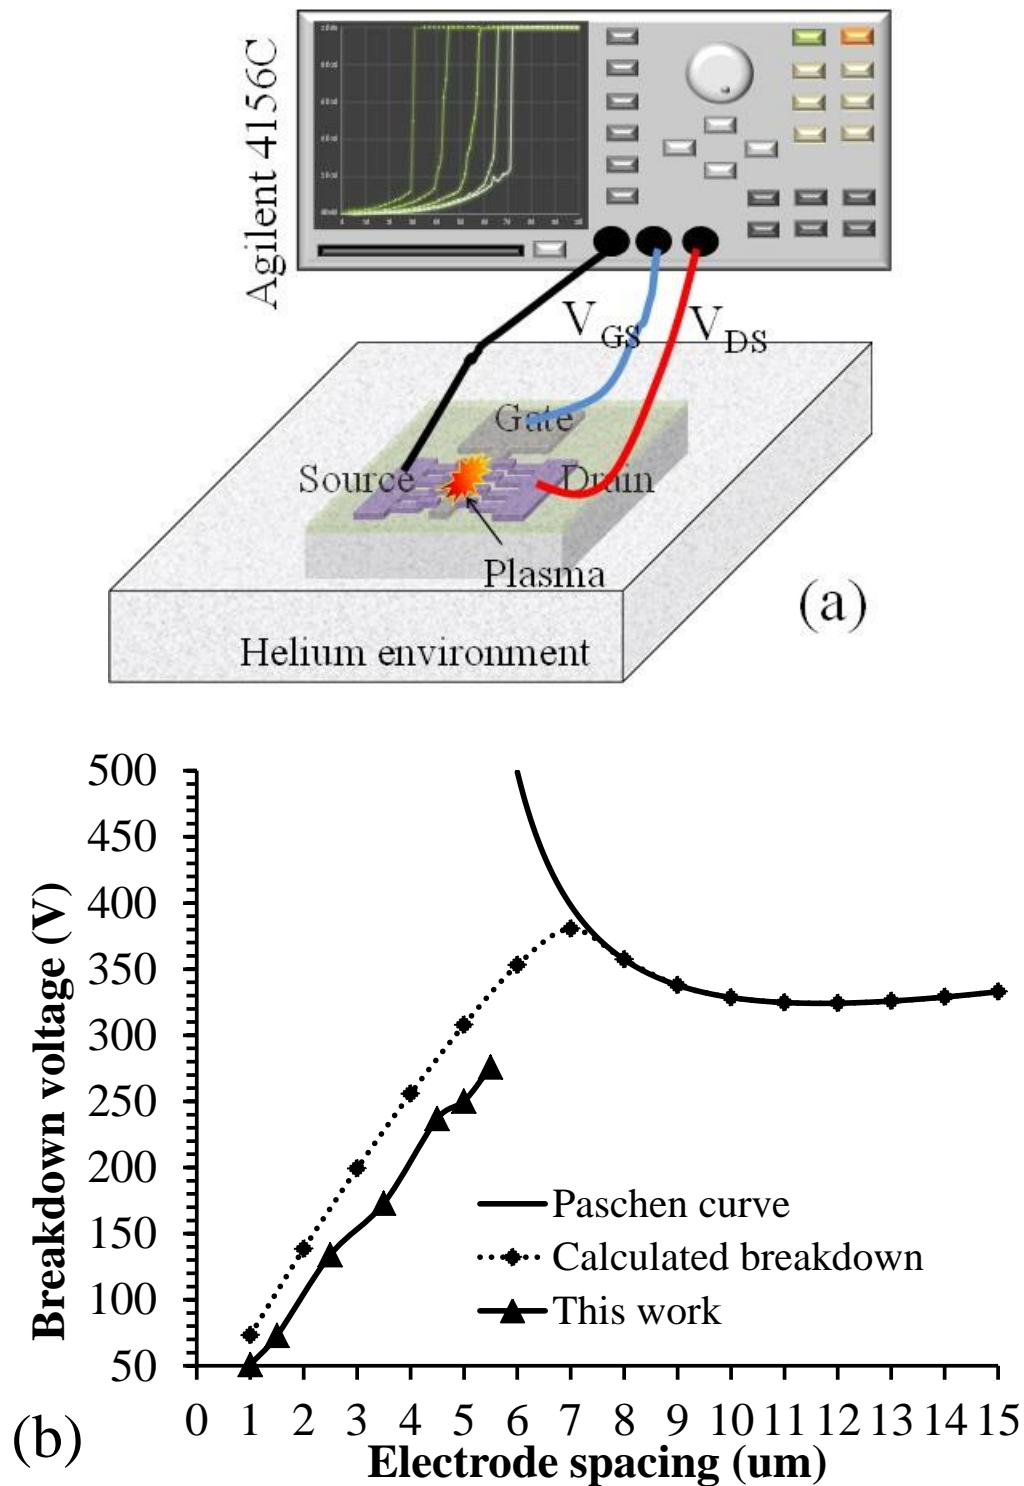 Agilent 4156C
V GS
V DS
Gate
Source
Drain
Plasma
(a)
Helium environment
500
450
400
350
300
250
200
150
100
50
Breakdown voltage (V)
Paschen curve
Calculated breakdown
This work
0 1 2 3 4 5 6 7 8 9 10 11 12 13 14 15
(b)
Electrode spacing (um)